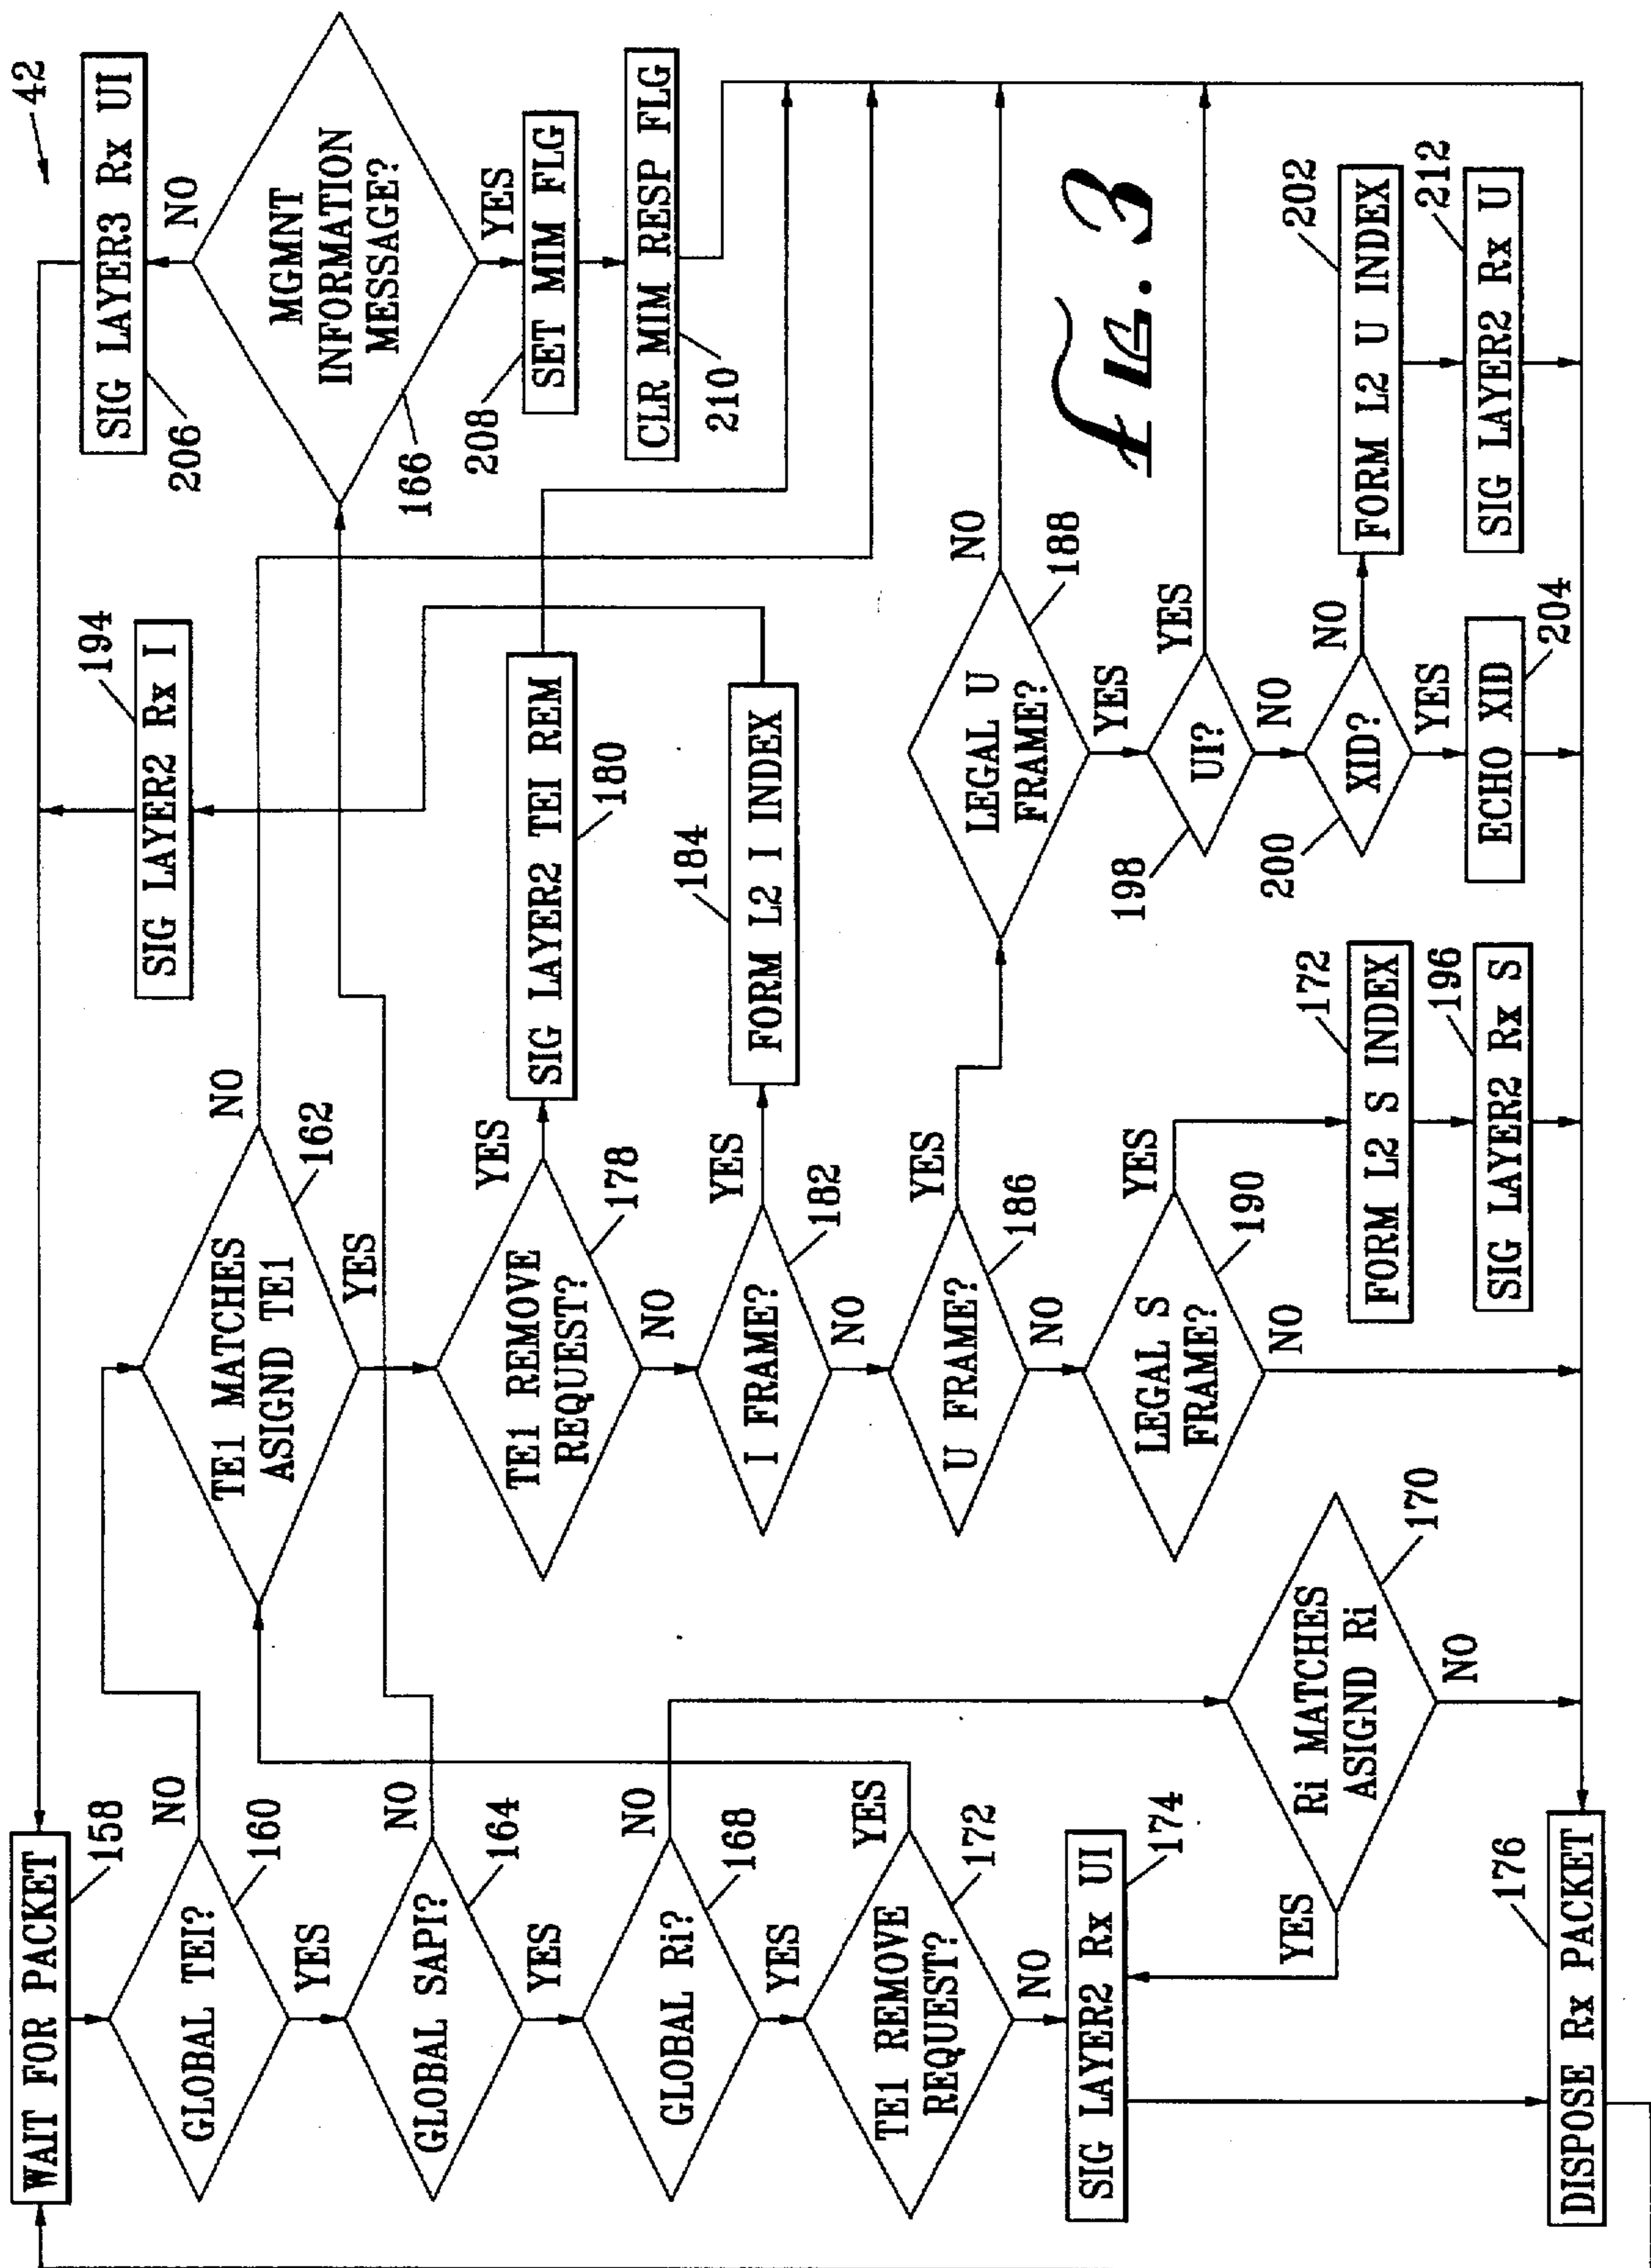 42
WAIT FOR PACKET
158
GLOBAL TEI?
160
NO
YES
GLOBAL SAPI?
164
NO
YES
GLOBAL Ri?
168
NO
YES
TE1 REMOVE
REQUEST?
172
YES
NO
SIG LAYER2 Rx UI
174
Ri MATCHES
ASIGND Ri
170
YES
NO
DISPOSE Rx PACKET
176
TE1 MATCHES
ASIGND TE1
162
NO
YES
TE1 REMOVE
REQUEST?
178
YES
NO
SIG LAYER2 TEI REM
180
I FRAME?
182
YES
NO
FORM L2 I INDEX
184
SIG LAYER2 Rx I
194
U FRAME?
186
YES
NO
LEGAL S
FRAME?
190
YES
NO
FORM L2 S INDEX
172
SIG LAYER2 Rx S
196
LEGAL U
FRAME?
188
NO
YES
UI?
198
YES
NO
XID?
200
NO
YES
ECHO XID
204
FORM L2 U INDEX
202
SIG LAYER2 Rx U
212
SIG LAYER3 Rx UI
206
NO
MGMNT
INFORMATION
MESSAGE?
166
YES
SET MIM FLG
208
CLR MIM RESP FLG
210
FIG. 3